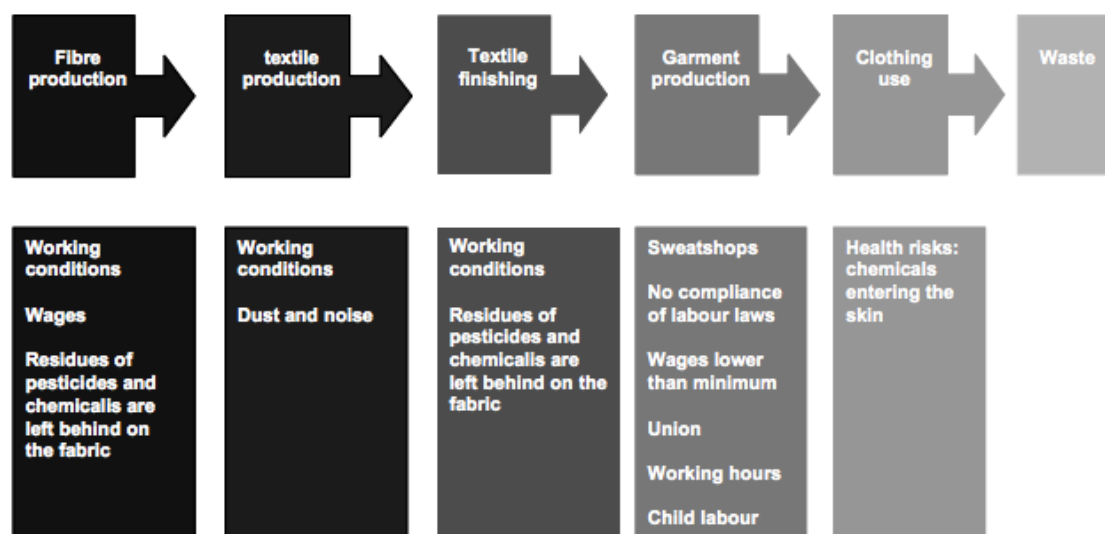 Fibre
production
textile
production
Textile
finishing
Garment
production
Clothing
use
Waste
Working
conditions
Wages
Residues of
pesticides and
chemicalls are
left behind on
the fabric
Working
conditions
Dust and noise
Working
conditions
Residues of
pesticides and
chemicalls are
left behind on the
fabric
Sweatshops
No compliance
of labour laws
Wages lower
than minimum
Union
Working hours
Child labour
Health risks:
chemicals
entering the
skin